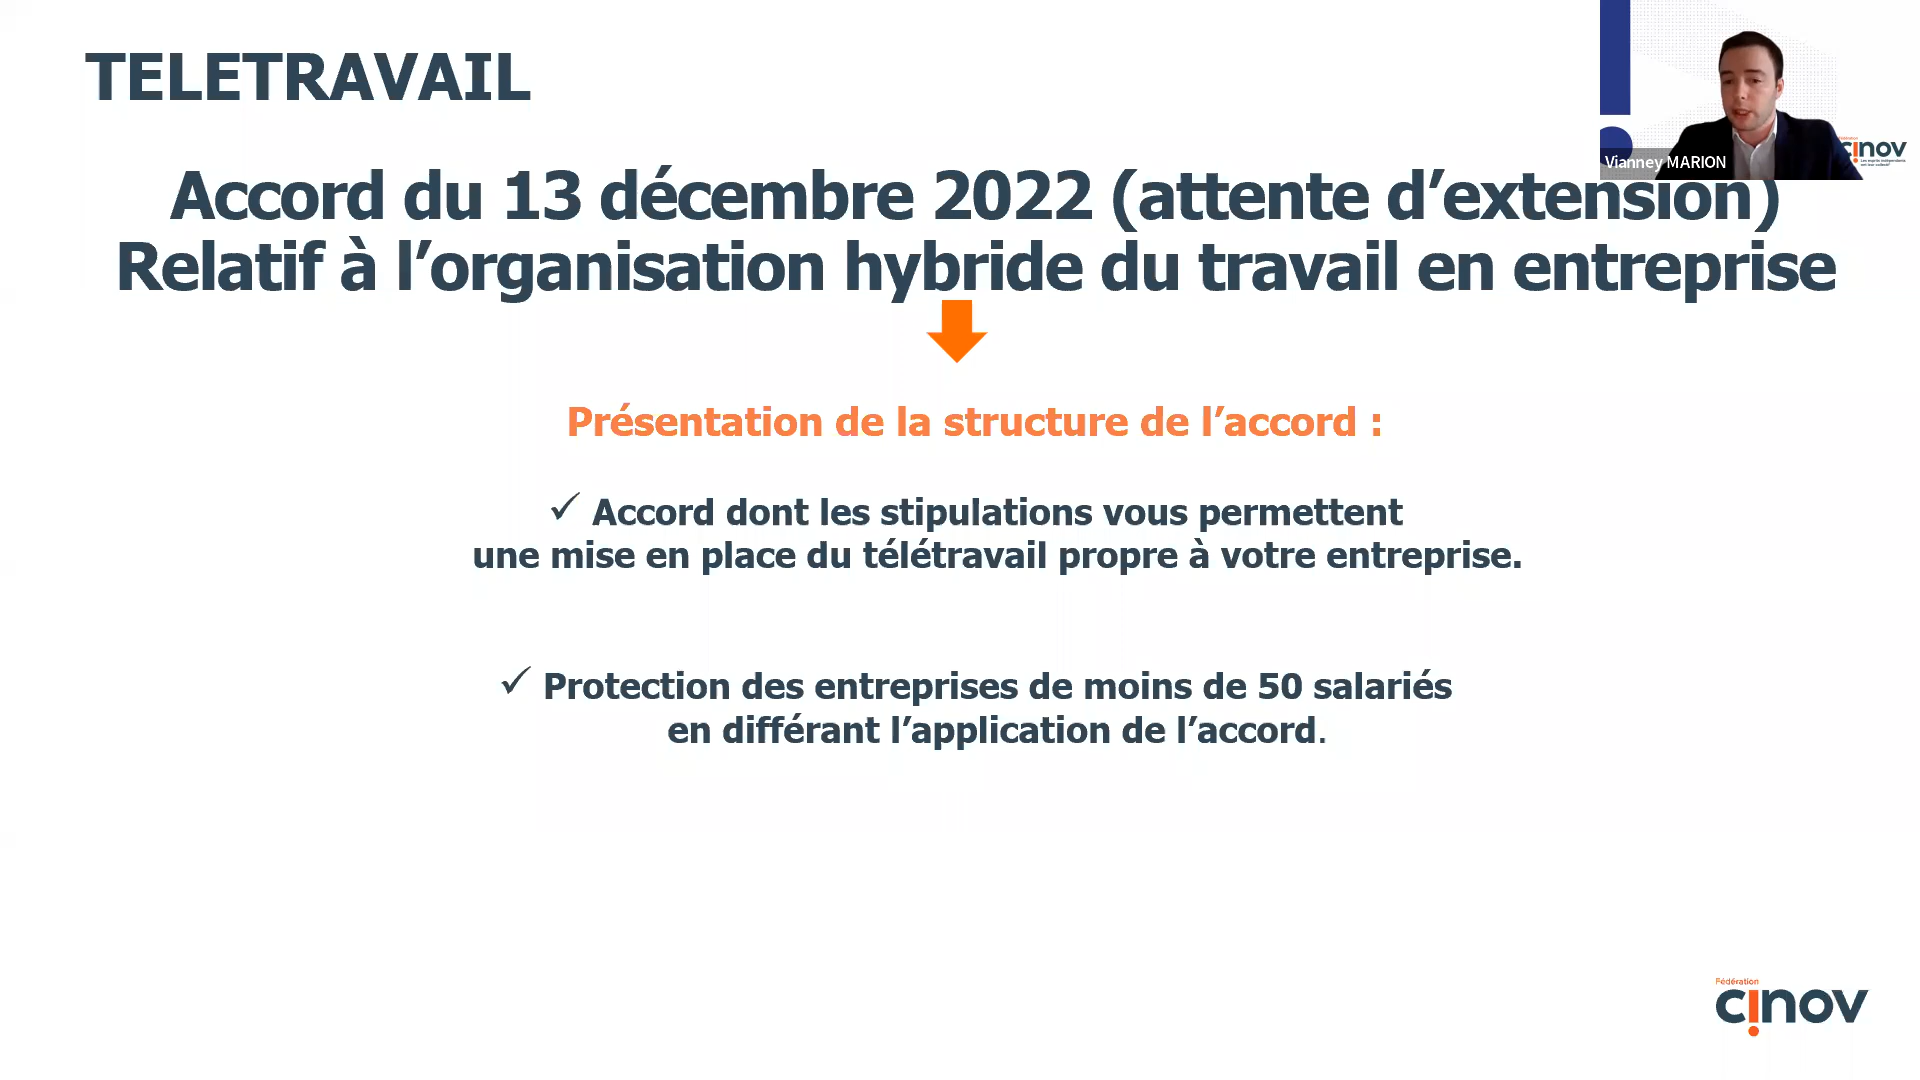 TELETRAVAIL
Vianney MARION
Fédération
cinov
Accord du 13 décembre 2022 (attente d’extension)
Relatif à l’organisation hybride du travail en entreprise
Présentation de la structure de l’accord :
✓ Accord dont les stipulations vous permettent
une mise en place du télétravail propre à votre entreprise.
✓ Protection des entreprises de moins de 50 salariés
en différant l’application de l’accord.
Fédération
cinov